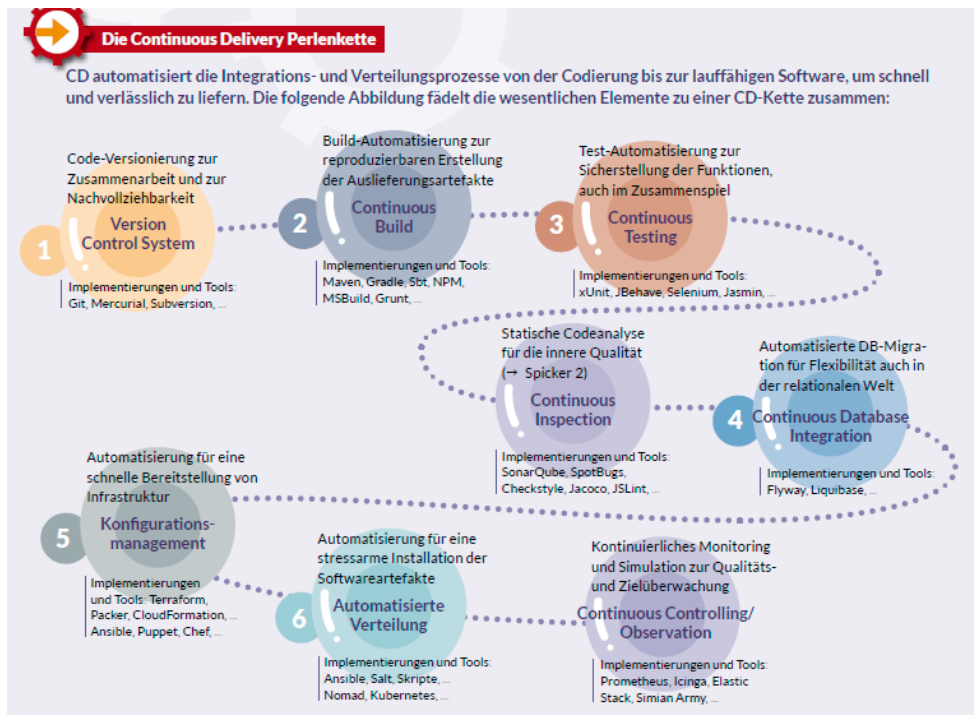 Die Continuous Delivery Perlenkette
CD automatisiert die Integrations- und Verteilungsprozesse von der Codierung bis zur lauffähigen Software, um schnell
und verlässlich zu liefern. Die folgende Abbildung fädelt die wesentlichen Elemente zu einer CD-Kette zusammen:
1
Code-Versionierung zur
Zusammenarbeit und zur
Nachvollziehbarkeit
Version
Control System
Implementierungen und Tools:
Git, Mercurial, Subversion, ...
2
Build-Automatisierung zur
reproduzierbaren Erstellung
der Auslieferungsartefakte
Continuous
Build
Implementierungen und Tools:
Maven, Gradle, Sbt, NPM,
MSBuild, Grunt, ...
3
Test-Automatisierung zur
Sicherstellung der Funktionen,
auch im Zusammenspiel
Continuous
Testing
Implementierungen und Tools:
xUnit, JBehave, Selenium, Jasmin, ...
Statische Codeanalyse
für die innere Qualität
(→ Spicker 2)
Continuous
Inspection
Implementierungen und Tools:
SonarQube, SpotBugs,
Checkstyle, Jacoco, JSLint, ...
4
Automatisierte DB-Migra-
tion für Flexibilität auch in
der relationalen Welt
Continuous Database
Integration
Implementierungen und Tools:
Flyway, Liquibase, ...
5
Automatisierung für eine
schnelle Bereitstellung von
Infrastruktur
Konfigurations-
management
Implementierungen
und Tools: Terraform,
Packer, CloudFormation, ...
Ansible, Puppet, Chef, ...
6
Automatisierung für eine
stressarme Installation der
Softwareartefakte
Automatisierte
Verteilung
Implementierungen und Tools:
Ansible, Salt, Skripte, ...
Nomad, Kubernetes, ...
Kontinuierliches Monitoring
und Simulation zur Qualitäts-
und Zielüberwachung
Continuous Controlling/
Observation
Implementierungen und Tools:
Prometheus, Icinga, Elastic
Stack, Simian Army, ...